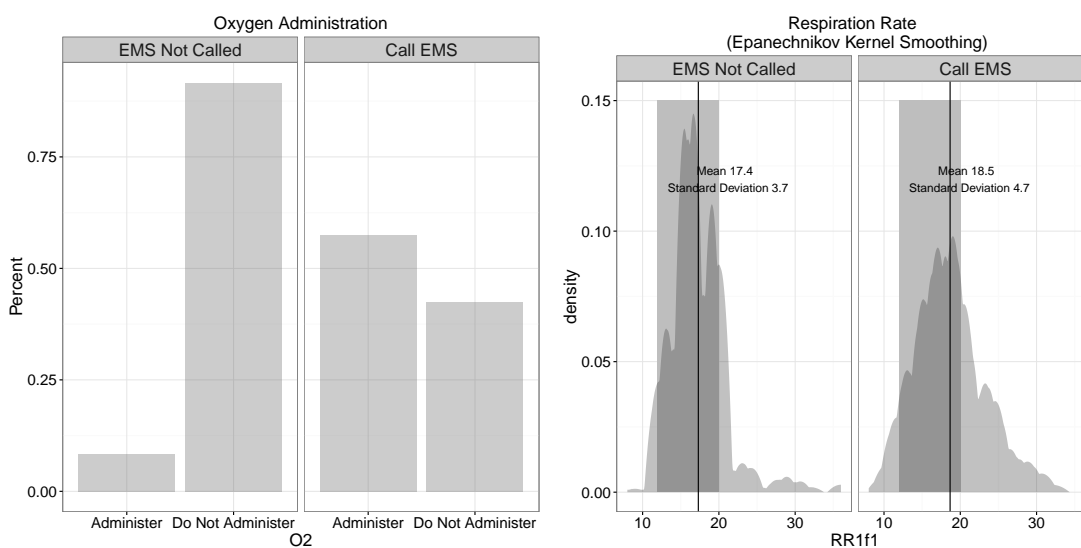 Oxygen Administration
EMS Not Called
Call EMS
Percent
0.75
0.50
0.25
0.00
Administer
Do Not Administer
Administer
Do Not Administer
O2
Respiration Rate
(Epanechnikov Kernel Smoothing)
EMS Not Called
Call EMS
density
0.15
0.10
0.05
0.00
Mean 17.4
Standard Deviation 3.7
Mean 18.5
Standard Deviation 4.7
10
20
30
10
20
30
RR1f1